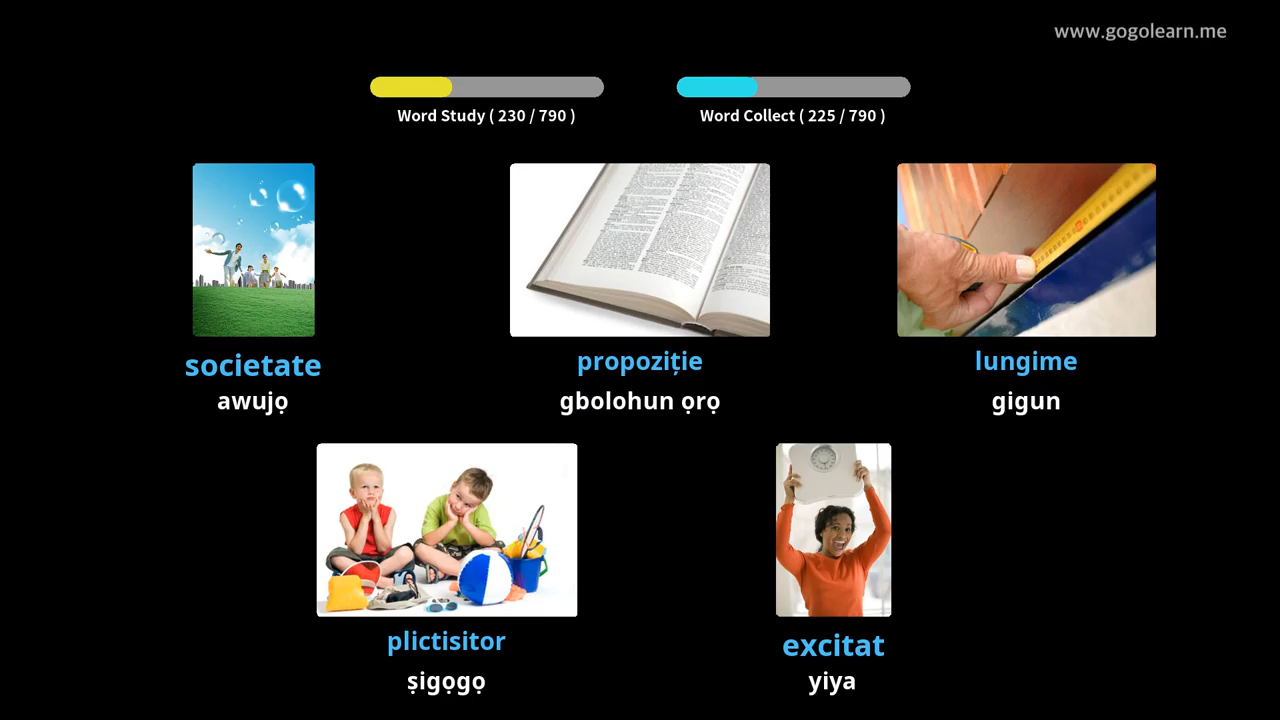 www.gogolearn.me
Word Study ( 230 / 790 )
Word Collect ( 225 / 790 )
societate
propoziție
lungime
awujọ
gbolohun ọrọ
gigun
plictisitor
excitat
ṣigọgọ
yiya